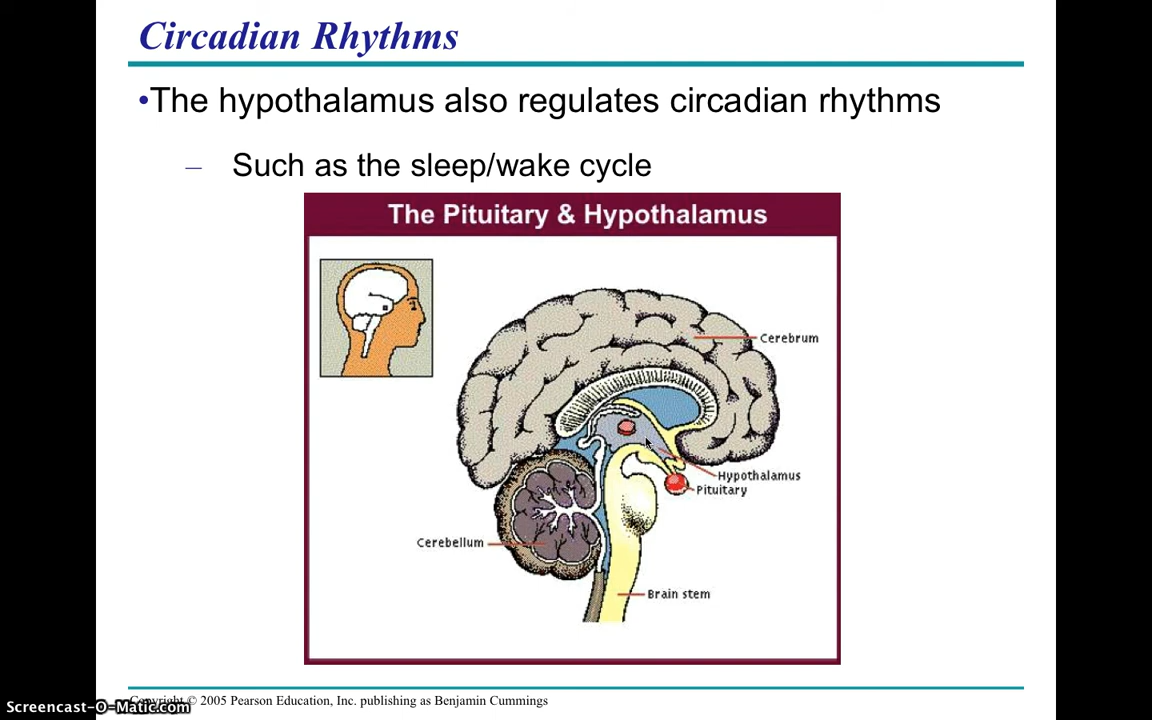 Circadian Rhythms
•The hypothalamus also regulates circadian rhythms
– Such as the sleep/wake cycle
The Pituitary & Hypothalamus
Cerebrum
Hypothalamus
Pituitary
Cerebellum
Brain stem
Copyright © 2005 Pearson Education, Inc. publishing as Benjamin Cummings
Screencast-O-Matic.com